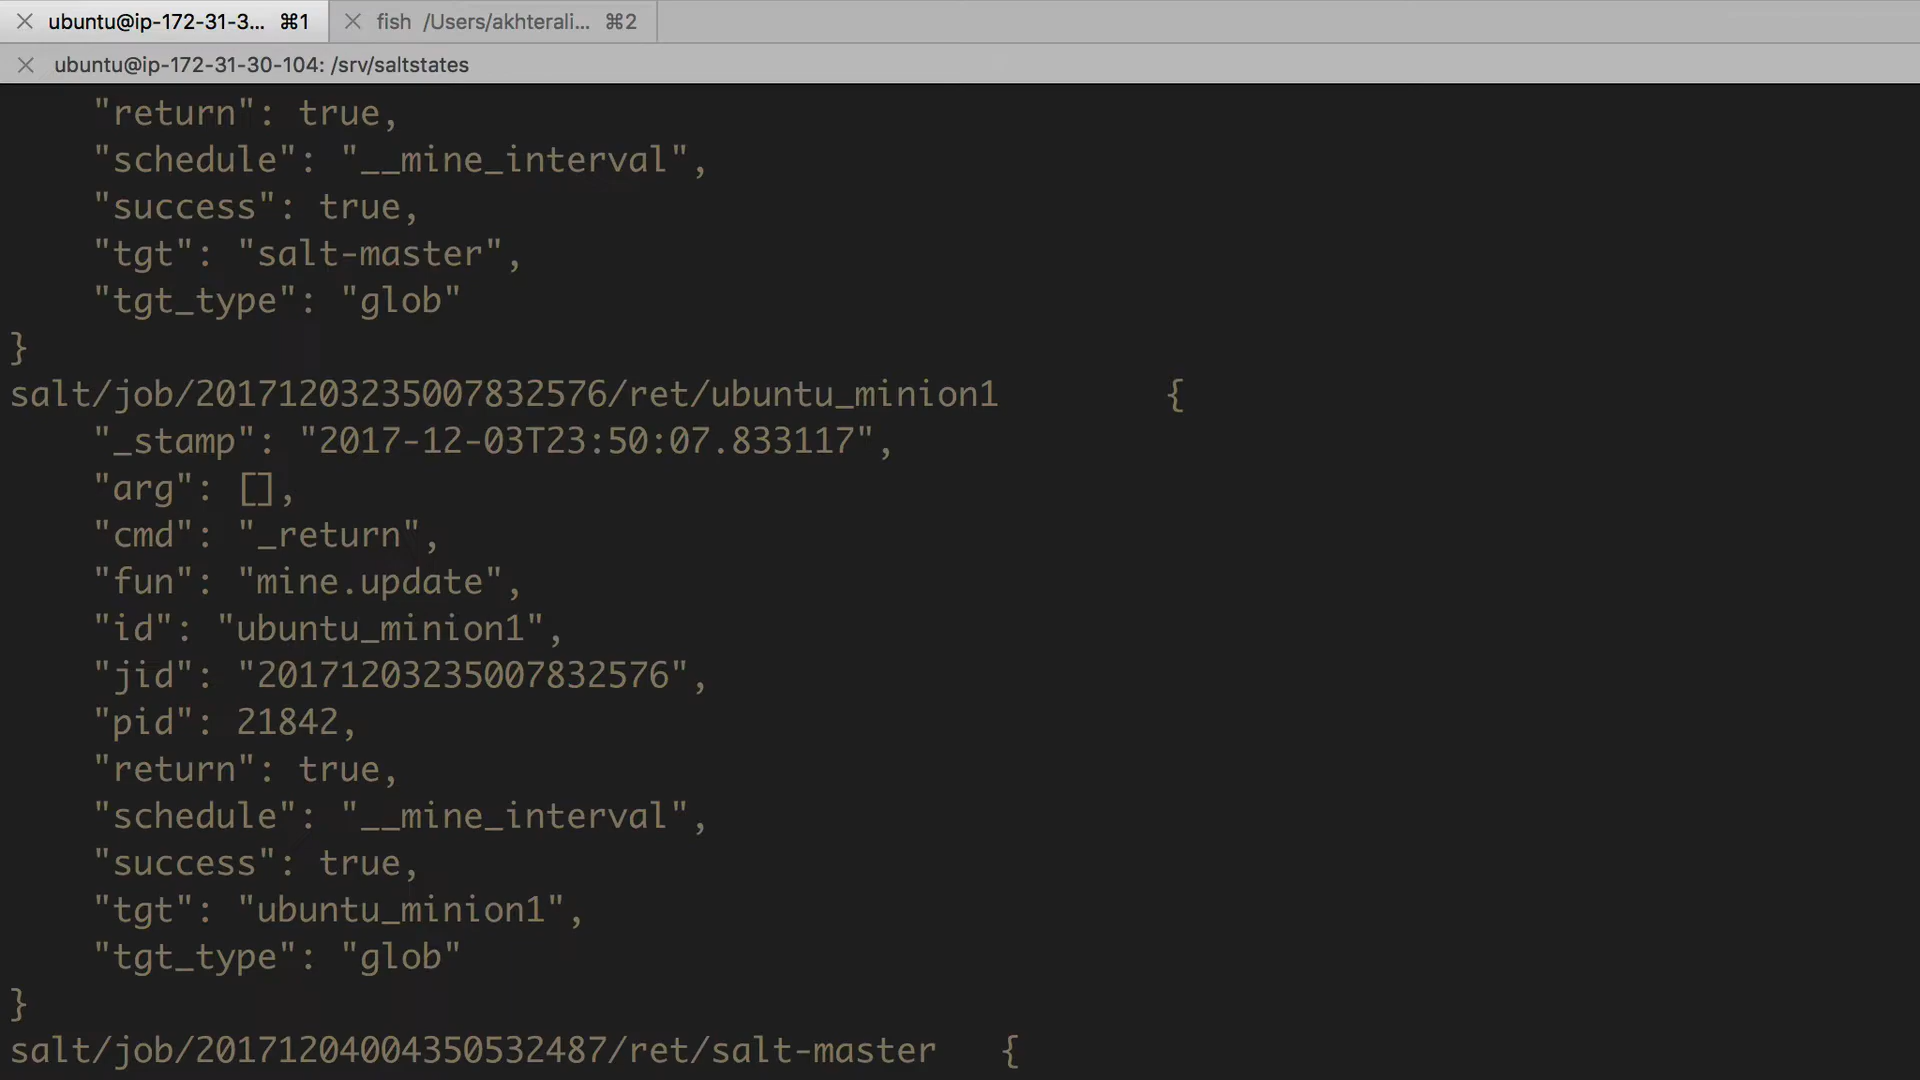 ubuntu@ip-172-31-3... ⌘1 fish /Users/akhterali... ⌘2
ubuntu@ip-172-31-30-104: /srv/saltstates
"return": true,
"schedule": "__mine_interval",
"success": true,
"tgt": "salt-master",
"tgt_type": "glob"
}
salt/job/20171203235007832576/ret/ubuntu_minion1 {
"_stamp": "2017-12-03T23:50:07.833117",
"arg": [],
"cmd": "_return",
"fun": "mine.update",
"id": "ubuntu_minion1",
"jid": "20171203235007832576",
"pid": 21842,
"return": true,
"schedule": "__mine_interval",
"success": true,
"tgt": "ubuntu_minion1",
"tgt_type": "glob"
}
salt/job/20171204004350532487/ret/salt-master {